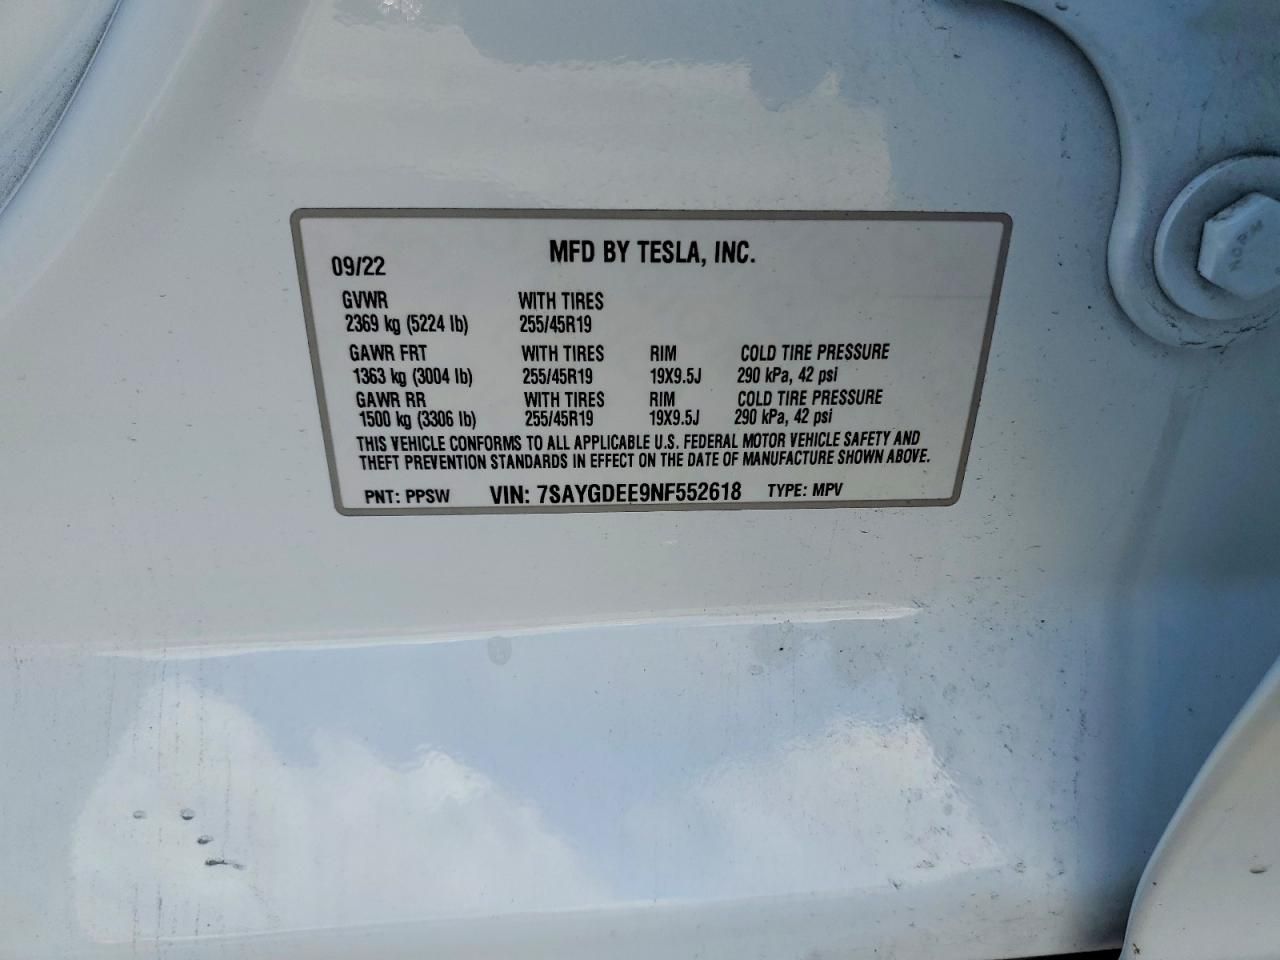 MFD BY TESLA, INC.
09/22
GVWR WITH TIRES
2369 kg (5224 lb) 255/45R19
GAWR FRT WITH TIRES RIM COLD TIRE PRESSURE
1363 kg (3004 lb) 255/45R19 19X9.5J 290 kPa, 42 psi
GAWR RR WITH TIRES RIM COLD TIRE PRESSURE
1500 kg (3306 lb) 255/45R19 19X9.5J 290 kPa, 42 psi
THIS VEHICLE CONFORMS TO ALL APPLICABLE U.S. FEDERAL MOTOR VEHICLE SAFETY AND
THEFT PREVENTION STANDARDS IN EFFECT ON THE DATE OF MANUFACTURE SHOWN ABOVE.
PNT: PPSW VIN: 7SAYGDEE9NF552618 TYPE: MPV